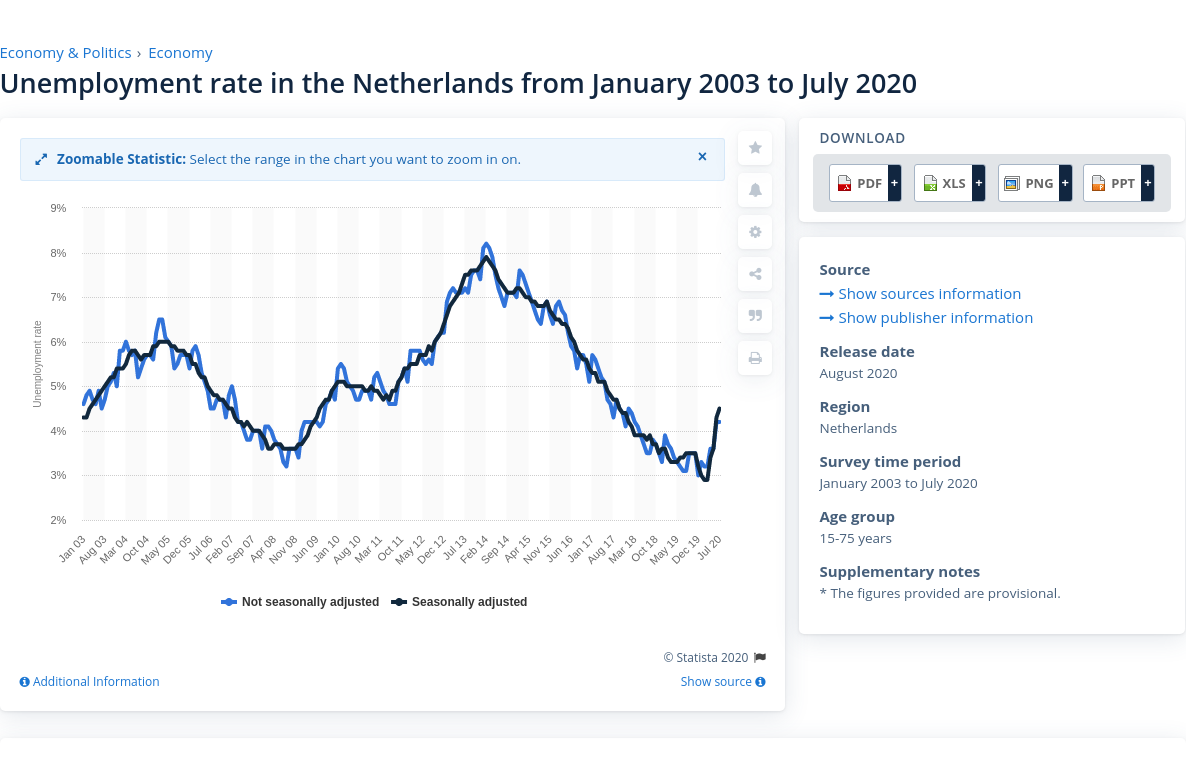 Economy & Politics › Economy
Unemployment rate in the Netherlands from January 2003 to July 2020
Zoomable Statistic: Select the range in the chart you want to zoom in on.
×
9%
8%
7%
6%
5%
4%
3%
2%
Unemployment rate
Jan 03
Aug 03
Mar 04
Oct 04
May 05
Dec 05
Jul 06
Feb 07
Sep 07
Apr 08
Nov 08
Jun 09
Jan 10
Aug 10
Mar 11
Oct 11
May 12
Dec 12
Jul 13
Feb 14
Sep 14
Apr 15
Nov 15
Jun 16
Jan 17
Aug 17
Mar 18
Oct 18
May 19
Dec 19
Jul 20
Not seasonally adjusted
Seasonally adjusted
© Statista 2020
Additional Information
Show source
DOWNLOAD
PDF +
XLS +
PNG +
PPT +
Source
Show sources information
Show publisher information
Release date
August 2020
Region
Netherlands
Survey time period
January 2003 to July 2020
Age group
15-75 years
Supplementary notes
* The figures provided are provisional.